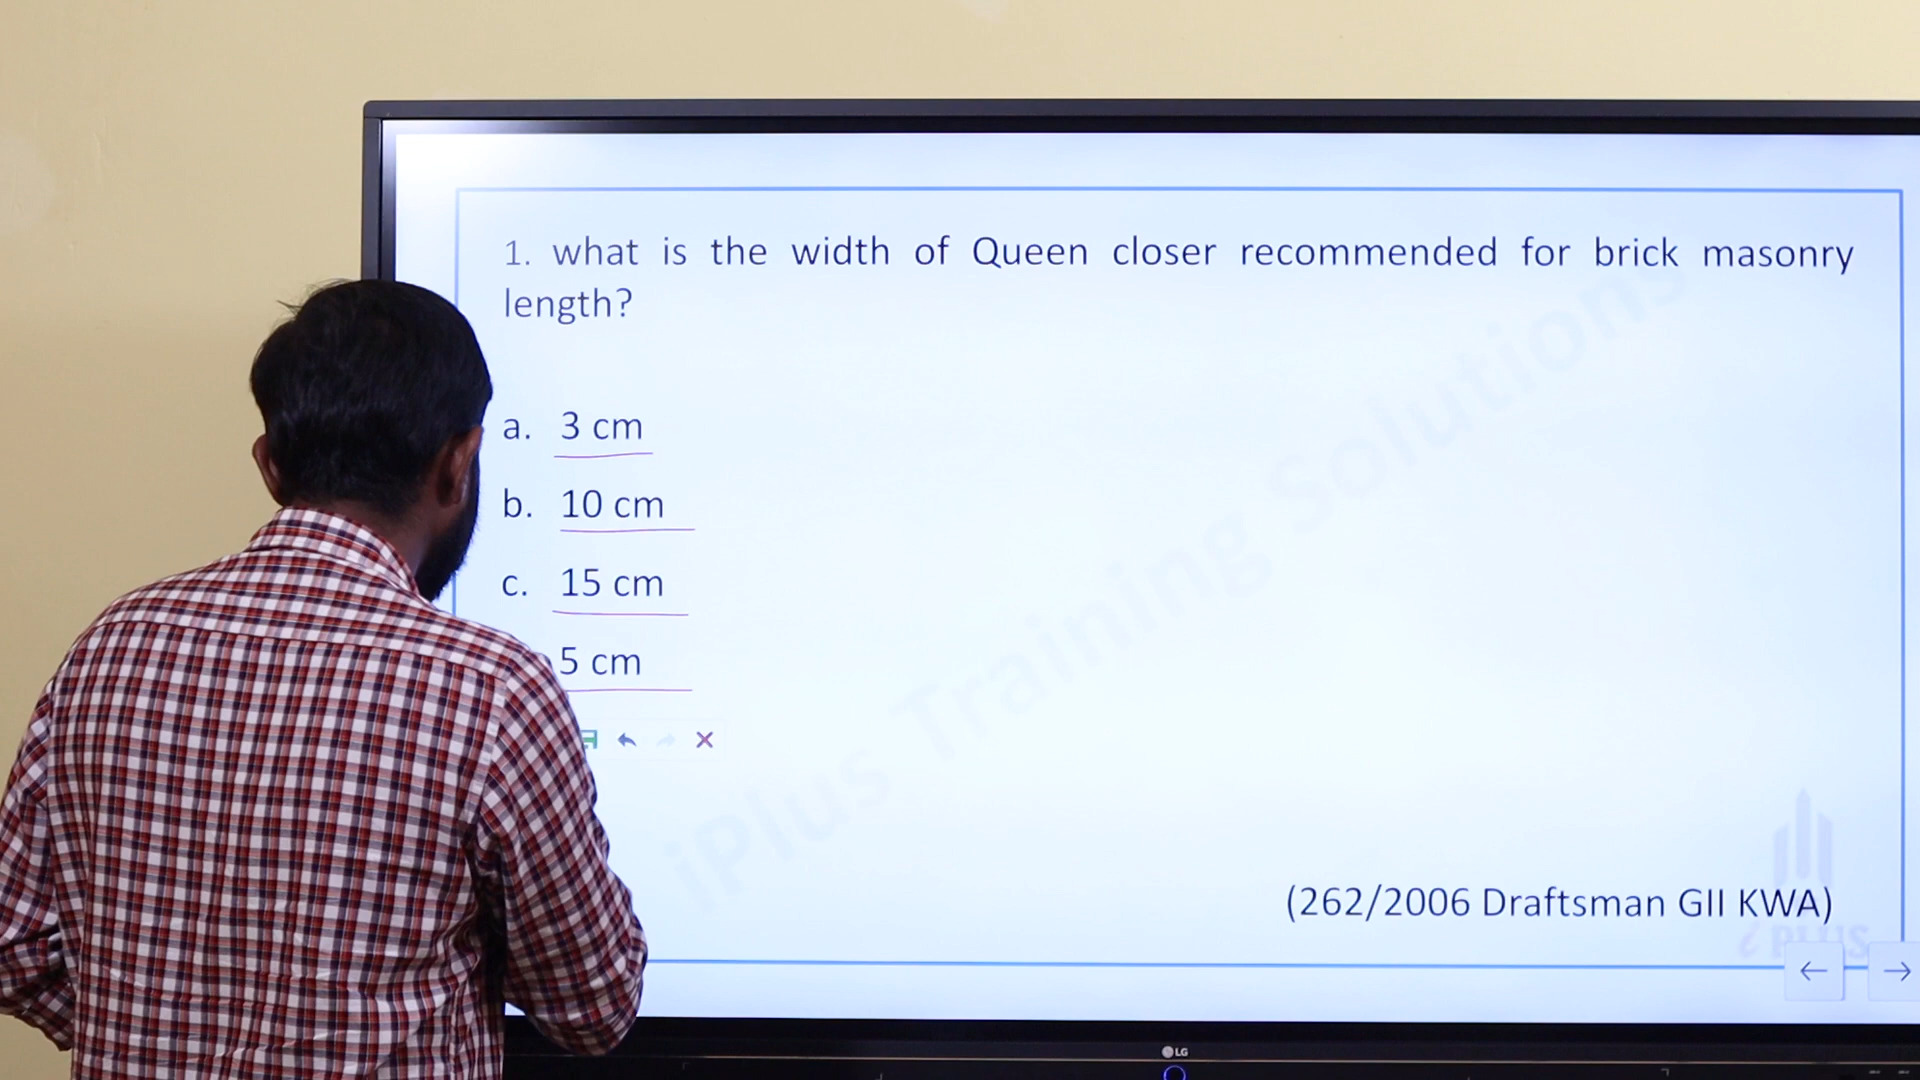 1. what is the width of Queen closer recommended for brick masonry
length?
a. 3 cm
b. 10 cm
c. 15 cm
5 cm
iPlus Training Solutions
(262/2006 Draftsman GII KWA)
i PLUS
LG